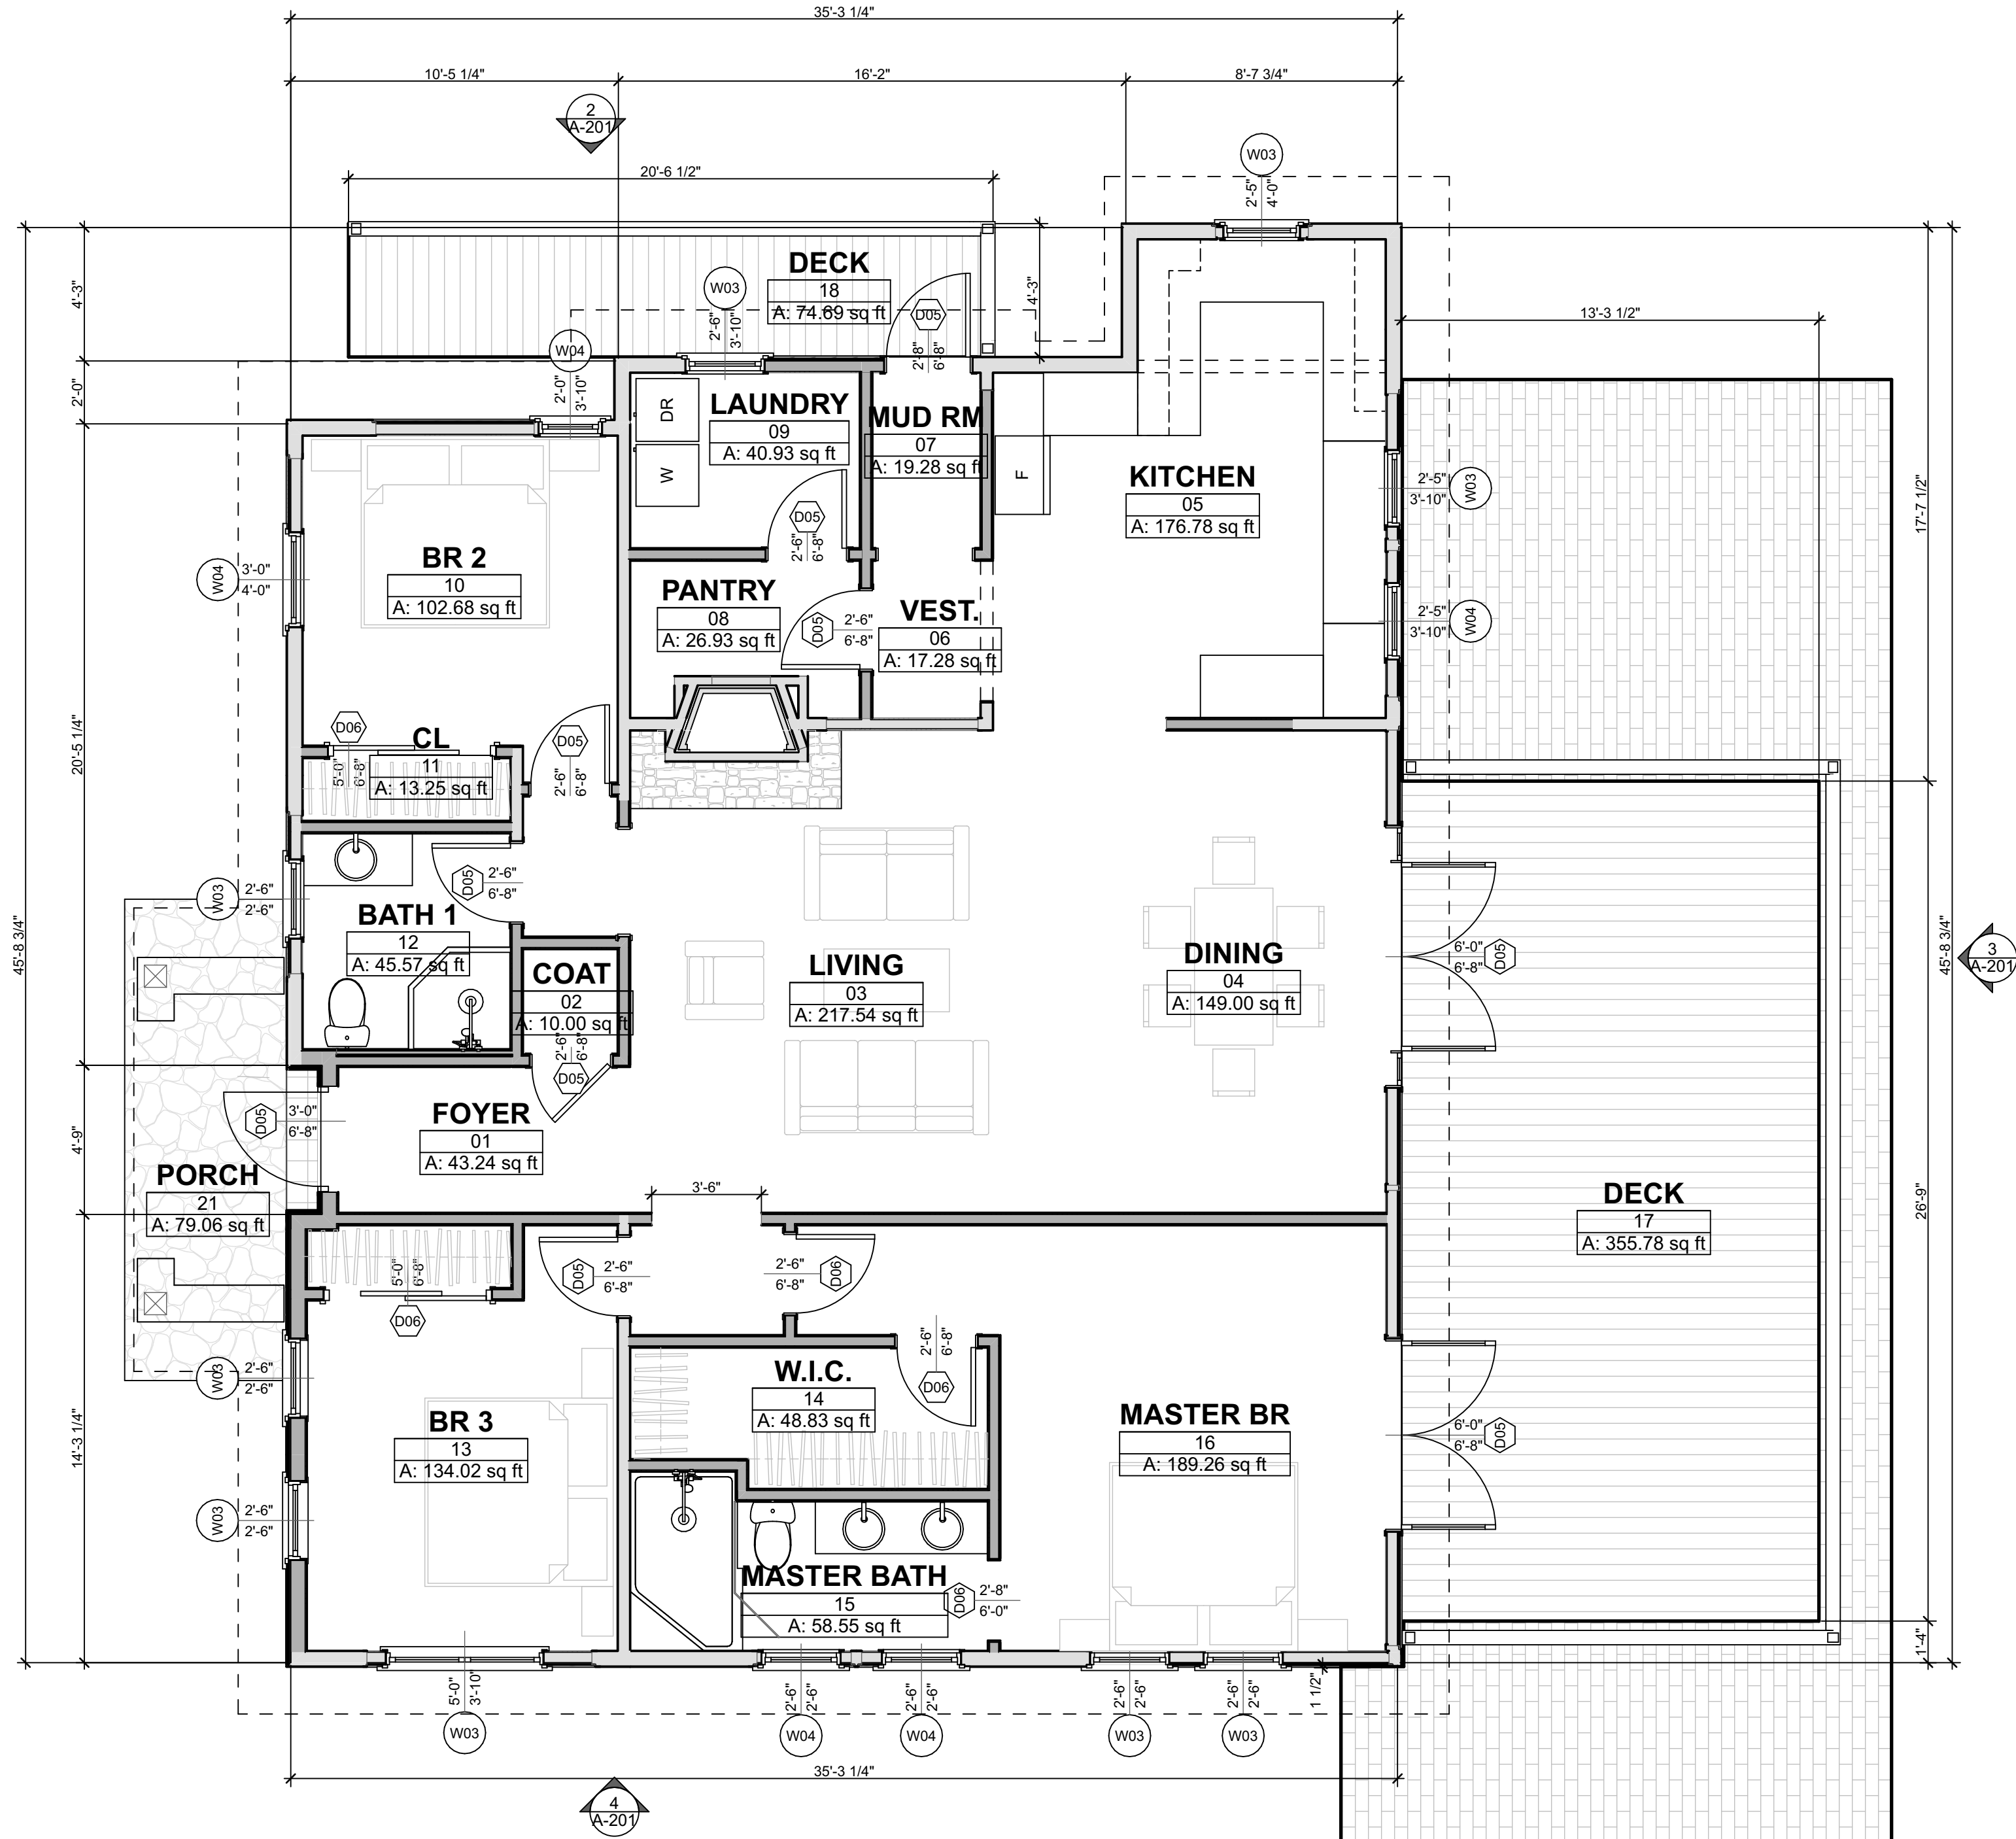 35'-3 1/4"
10'-5 1/4"
16'-2"
8'-7 3/4"
2
A-201
W03
2'-5"
4'-0"
20'-6 1/2"
DECK
18
A: 74.69 sq ft
W03
2'-6"
3'-10"
D05
2'-8"
6'-8"
4'-3"
4'-3"
13'-3 1/2"
W04
2'-0"
3'-10"
2'-0"
DR
W
LAUNDRY
09
A: 40.93 sq ft
MUD RM
07
A: 19.28 sq ft
F
KITCHEN
05
A: 176.78 sq ft
2'-5"
3'-10"
W03
17'-7 1/2"
D05
2'-6"
6'-8"
BR 2
10
A: 102.68 sq ft
W04
3'-0"
4'-0"
PANTRY
08
A: 26.93 sq ft
D05
2'-6"
6'-8"
VEST.
06
A: 17.28 sq ft
2'-5"
3'-10"
W04
D06
5'-0"
6'-8"
CL
11
A: 13.25 sq ft
D05
2'-6"
6'-8"
20'-5 1/4"
D05
2'-6"
6'-8"
W03
2'-6"
2'-6"
BATH 1
12
A: 45.57 sq ft
COAT
02
A: 10.00 sq ft
2'-6"
6'-8"
D05
LIVING
03
A: 217.54 sq ft
DINING
04
A: 149.00 sq ft
6'-0"
6'-8"
D05
45'-8 3/4"
45'-8 3/4"
3
A-201
FOYER
01
A: 43.24 sq ft
D05
3'-0"
6'-8"
4'-9"
PORCH
21
A: 79.06 sq ft
3'-6"
DECK
17
A: 355.78 sq ft
26'-9"
5'-0"
6'-8"
D06
D05
2'-6"
6'-8"
2'-6"
6'-8"
D06
2'-6"
6'-8"
D06
W03
2'-6"
2'-6"
W.I.C.
14
A: 48.83 sq ft
BR 3
13
A: 134.02 sq ft
MASTER BR
16
A: 189.26 sq ft
6'-0"
6'-8"
D05
14'-3 1/4"
W03
2'-6"
2'-6"
MASTER BATH
15
A: 58.55 sq ft
D06
2'-8"
6'-0"
1'-4"
5'-0"
3'-10"
W03
2'-6"
2'-6"
W04
2'-6"
2'-6"
W04
2'-6"
2'-6"
W03
2'-6"
2'-6"
W03
1 1/2"
35'-3 1/4"
4
A-201